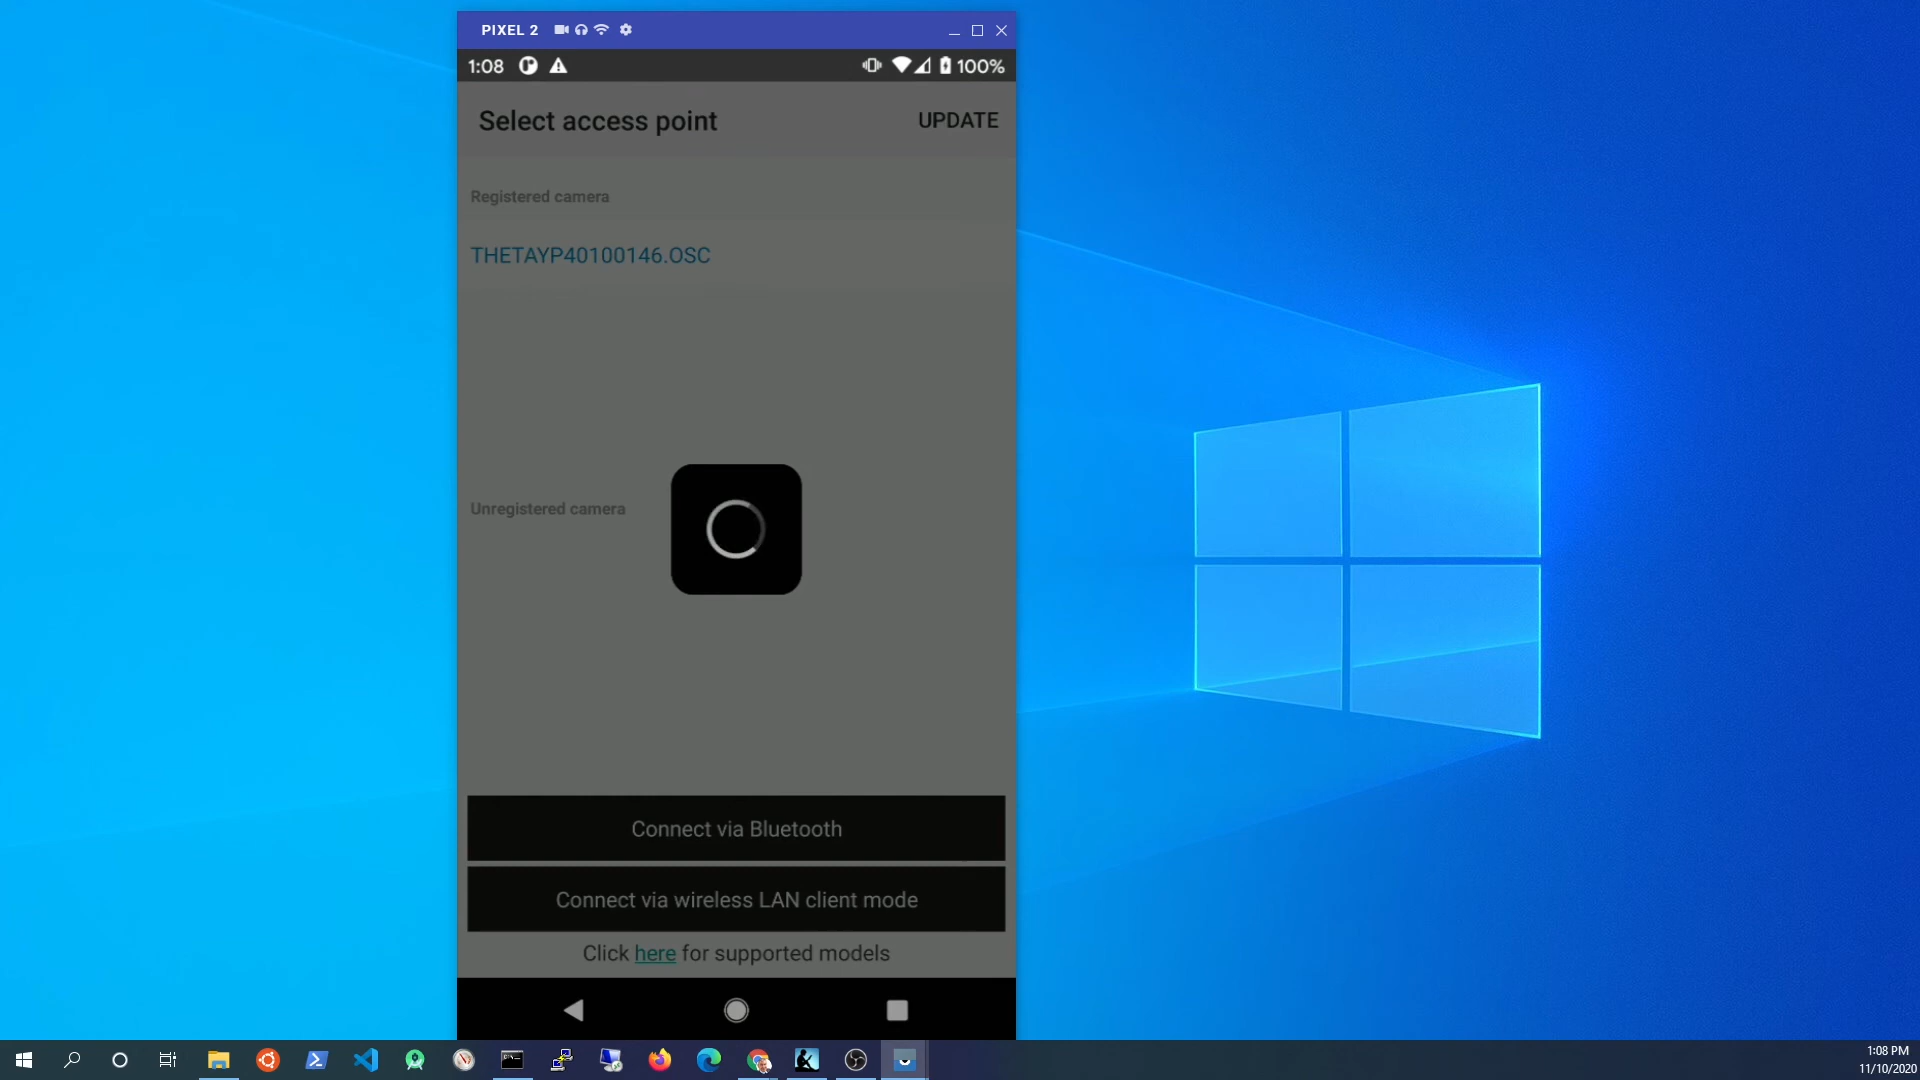 PIXEL 2
1:08
100%
Select access point
UPDATE
Registered camera
THETAYP40100146.OSC
Unregistered camera
Connect via Bluetooth
Connect via wireless LAN client mode
Click here for supported models
1:08 PM
11/10/2020